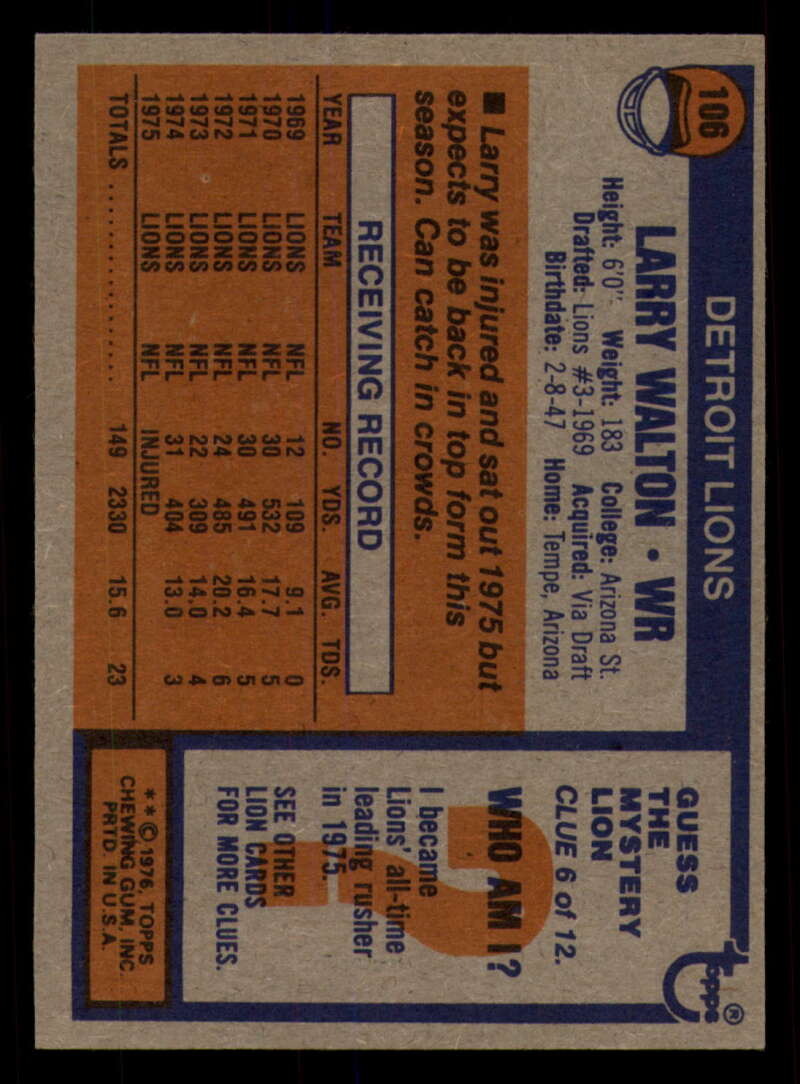 106
DETROIT LIONS
LARRY WALTON • WR
Height: 6'0" Weight: 183 College: Arizona St.
Drafted: Lions #3-1969 Acquired: Via Draft
Birthdate: 2-8-47 Home: Tempe, Arizona
■ Larry was injured and sat out 1975 but
expects to be back in top form this
season. Can catch in crowds.
RECEIVING RECORD
YEAR TEAM NO. YDS. AVG. TDS.
1969 LIONS NFL 12 109 9.1 0
1970 LIONS NFL 30 532 17.7 5
1971 LIONS NFL 30 491 16.4 5
1972 LIONS NFL 24 485 20.2 6
1973 LIONS NFL 22 309 14.0 4
1974 LIONS NFL 31 404 13.0 3
1975 LIONS NFL INJURED
TOTALS .................... 149 2330 15.6 23
topps®
GUESS
THE
MYSTERY
LION
CLUE 6 of 12.
?
WHO AM I?
I became
Lions' all-time
leading rusher
in 1975.
SEE OTHER
LION CARDS
FOR MORE CLUES.
**© 1976, TOPPS
CHEWING GUM, INC.
PRTD. IN U.S.A.